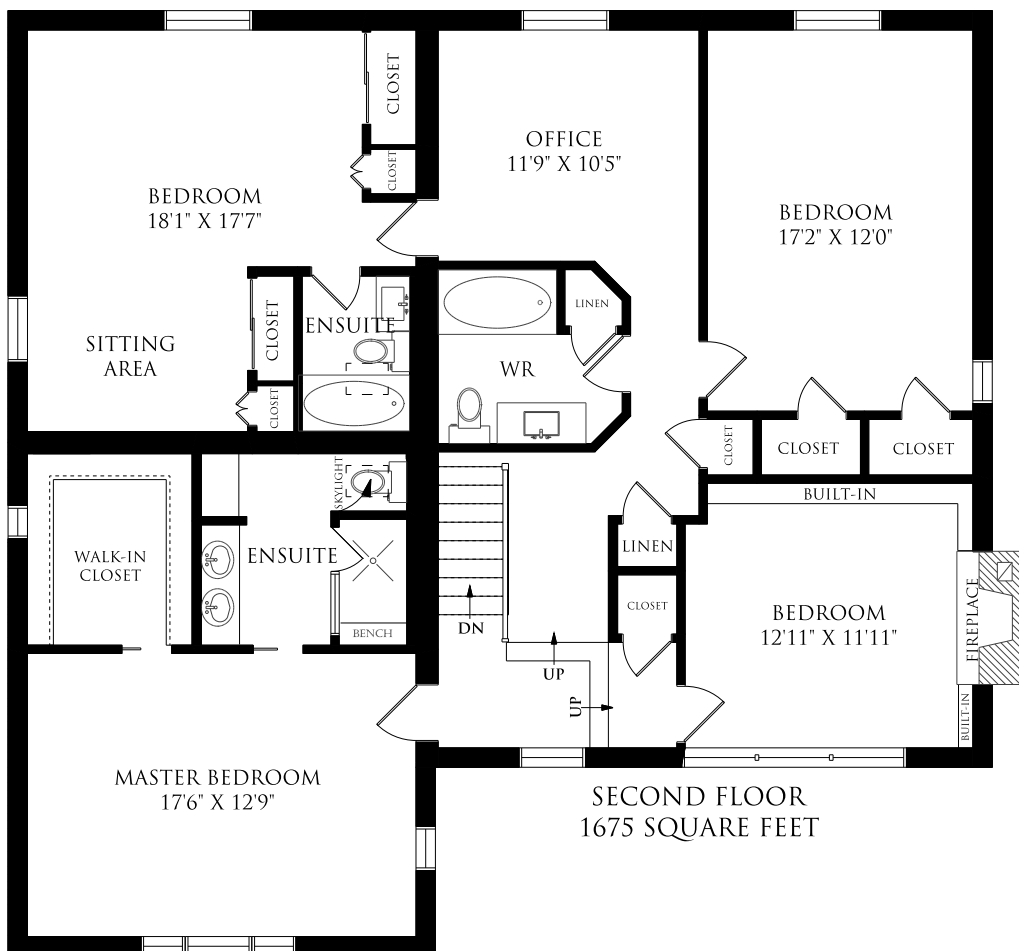 CLOSET
OFFICE
11'9" X 10'5"
CLOSET
BEDROOM
18'1" X 17'7"
BEDROOM
17'2" X 12'0"
CLOSET
ENSUITE
LINEN
SITTING
AREA
WR
CLOSET
CLOSET
CLOSET
CLOSET
SKYLIGHT
BUILT-IN
WALK-IN
CLOSET
ENSUITE
LINEN
CLOSET
BEDROOM
12'11" X 11'11"
FIREPLACE
BENCH
DN
UP
UP
BUILT-IN
MASTER BEDROOM
17'6" X 12'9"
SECOND FLOOR
1675 SQUARE FEET